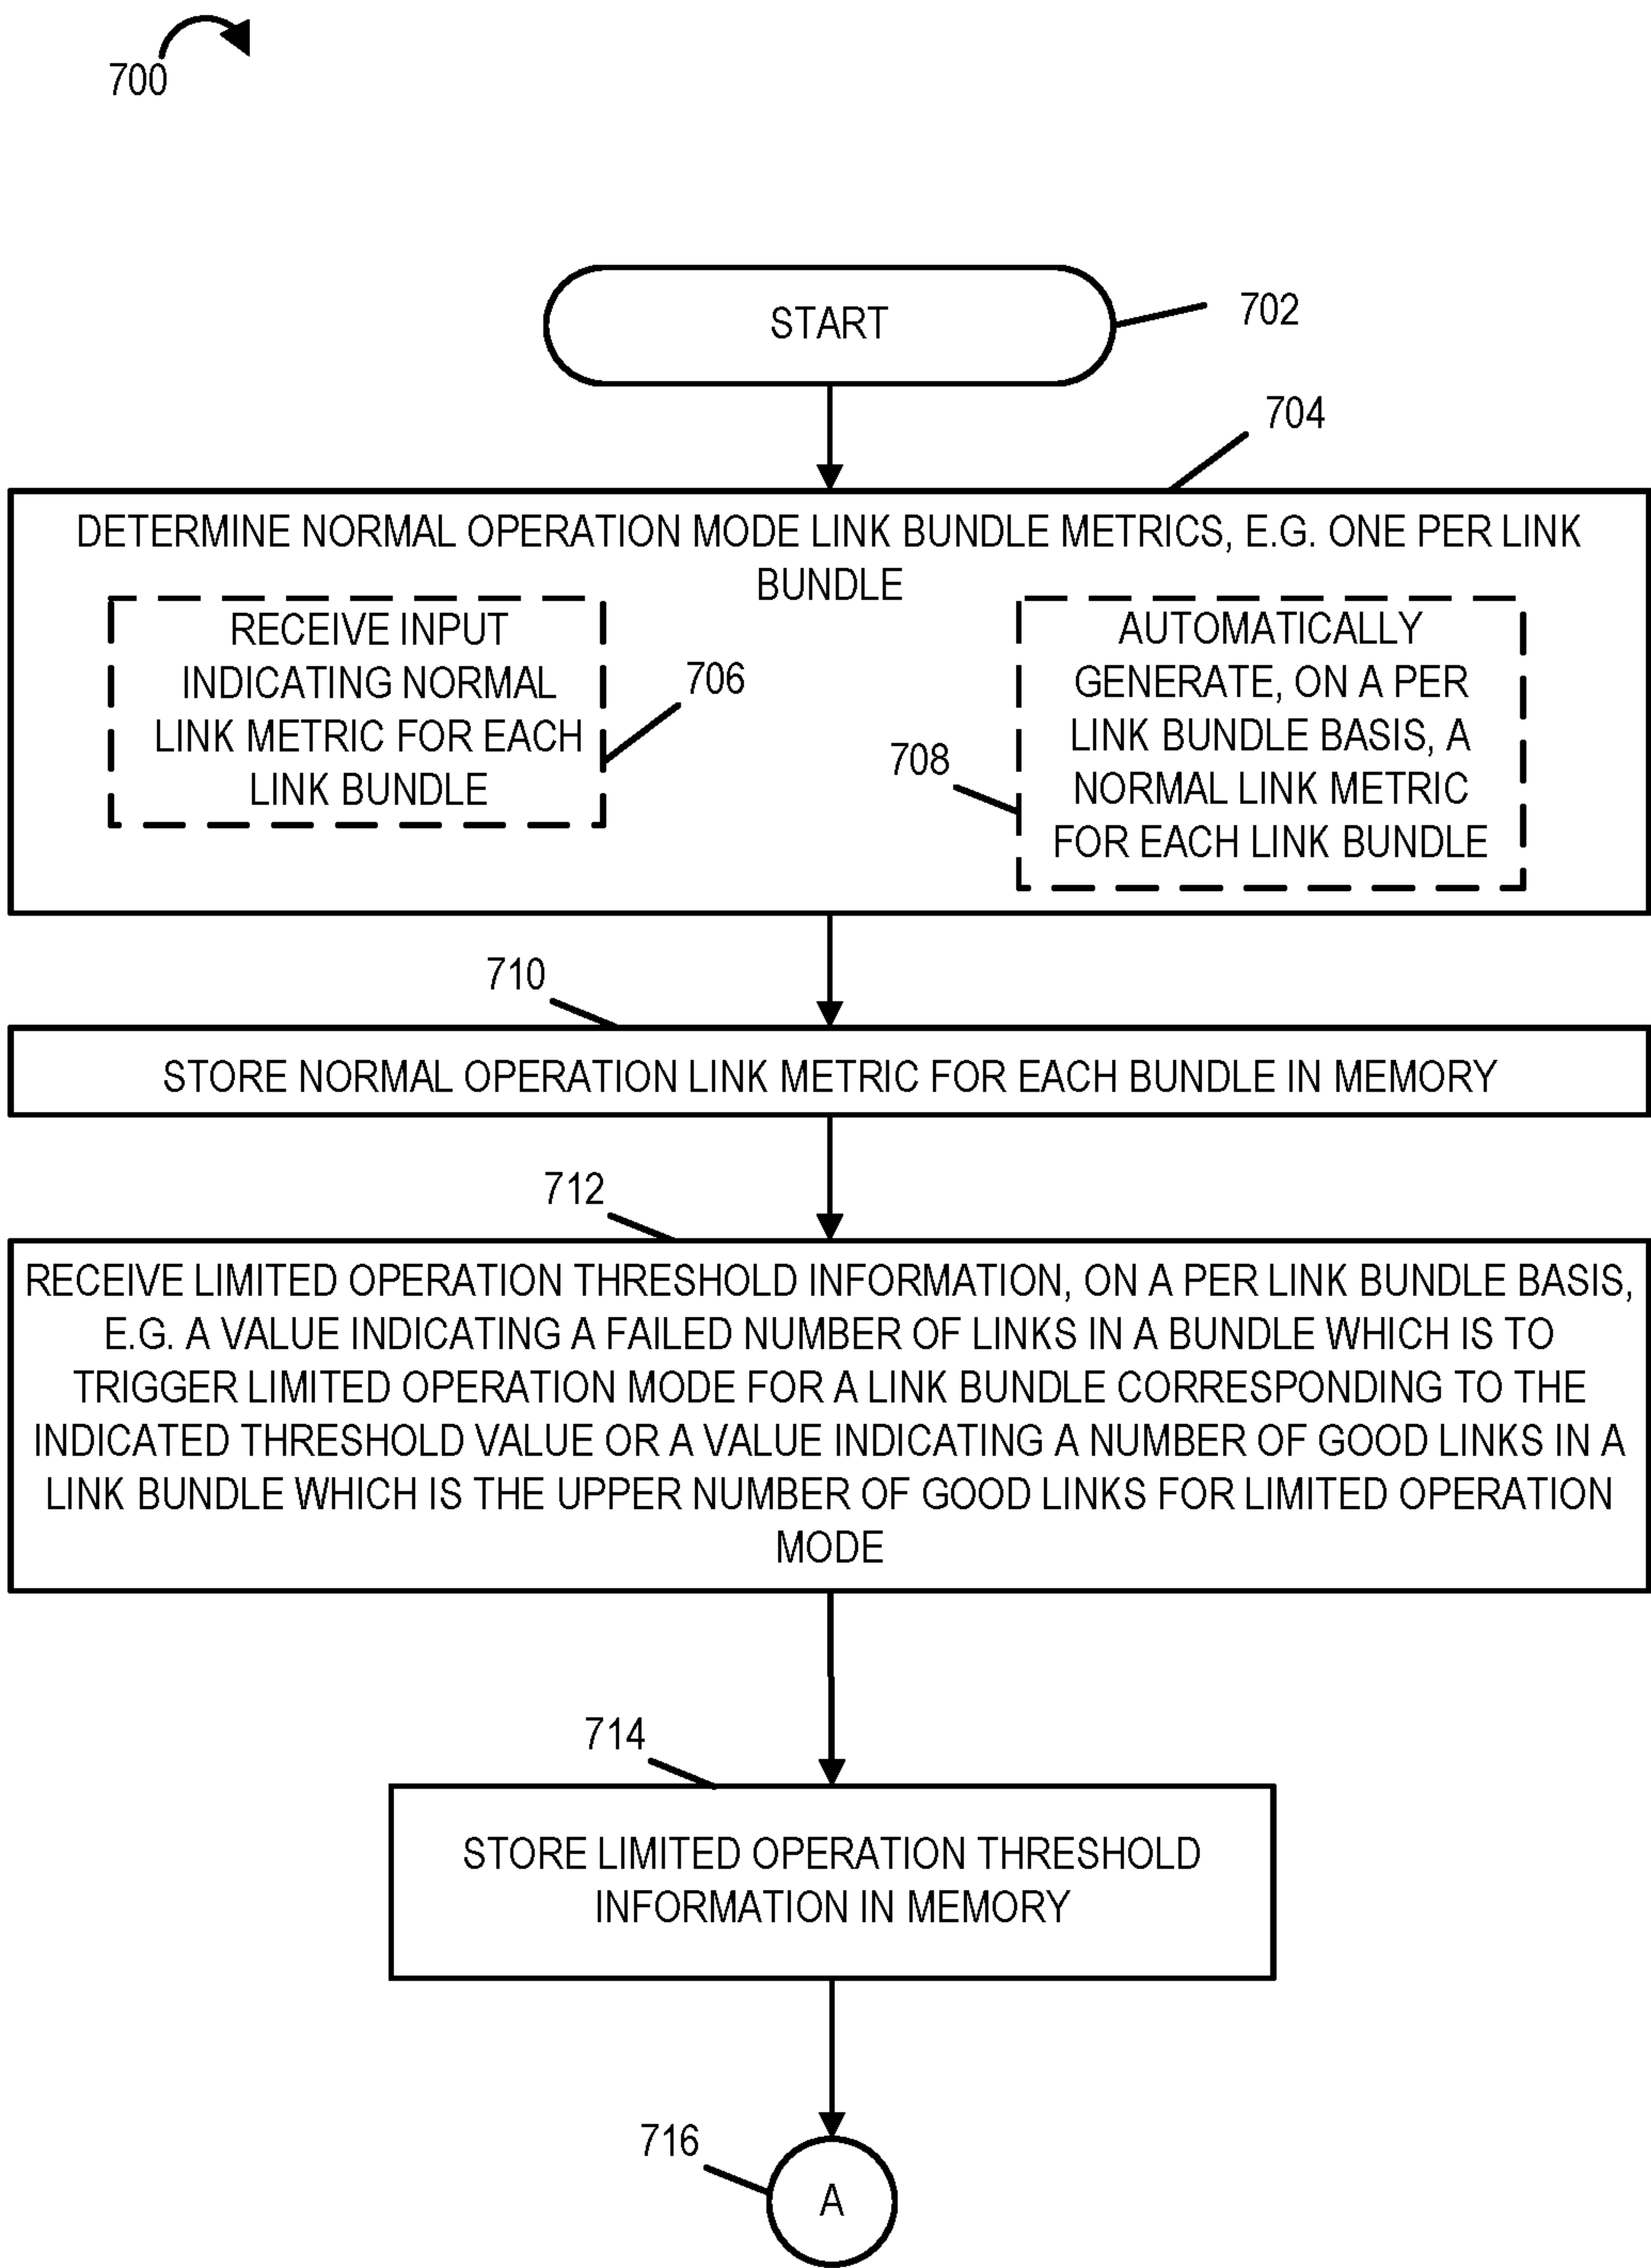 700
START
702
704
DETERMINE NORMAL OPERATION MODE LINK BUNDLE METRICS, E.G. ONE PER LINK
BUNDLE
RECEIVE INPUT
INDICATING NORMAL
LINK METRIC FOR EACH
LINK BUNDLE
706
AUTOMATICALLY
GENERATE, ON A PER
LINK BUNDLE BASIS, A
NORMAL LINK METRIC
FOR EACH LINK BUNDLE
708
710
STORE NORMAL OPERATION LINK METRIC FOR EACH BUNDLE IN MEMORY
712
RECEIVE LIMITED OPERATION THRESHOLD INFORMATION, ON A PER LINK BUNDLE BASIS,
E.G. A VALUE INDICATING A FAILED NUMBER OF LINKS IN A BUNDLE WHICH IS TO
TRIGGER LIMITED OPERATION MODE FOR A LINK BUNDLE CORRESPONDING TO THE
INDICATED THRESHOLD VALUE OR A VALUE INDICATING A NUMBER OF GOOD LINKS IN A
LINK BUNDLE WHICH IS THE UPPER NUMBER OF GOOD LINKS FOR LIMITED OPERATION
MODE
714
STORE LIMITED OPERATION THRESHOLD
INFORMATION IN MEMORY
716
A